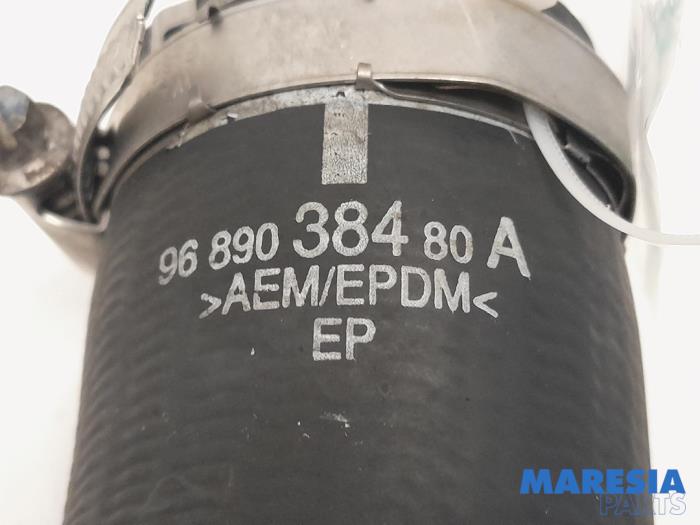 96 890 384 80 A
>AEM/EPDM<
EP
MARESIA
PARTS